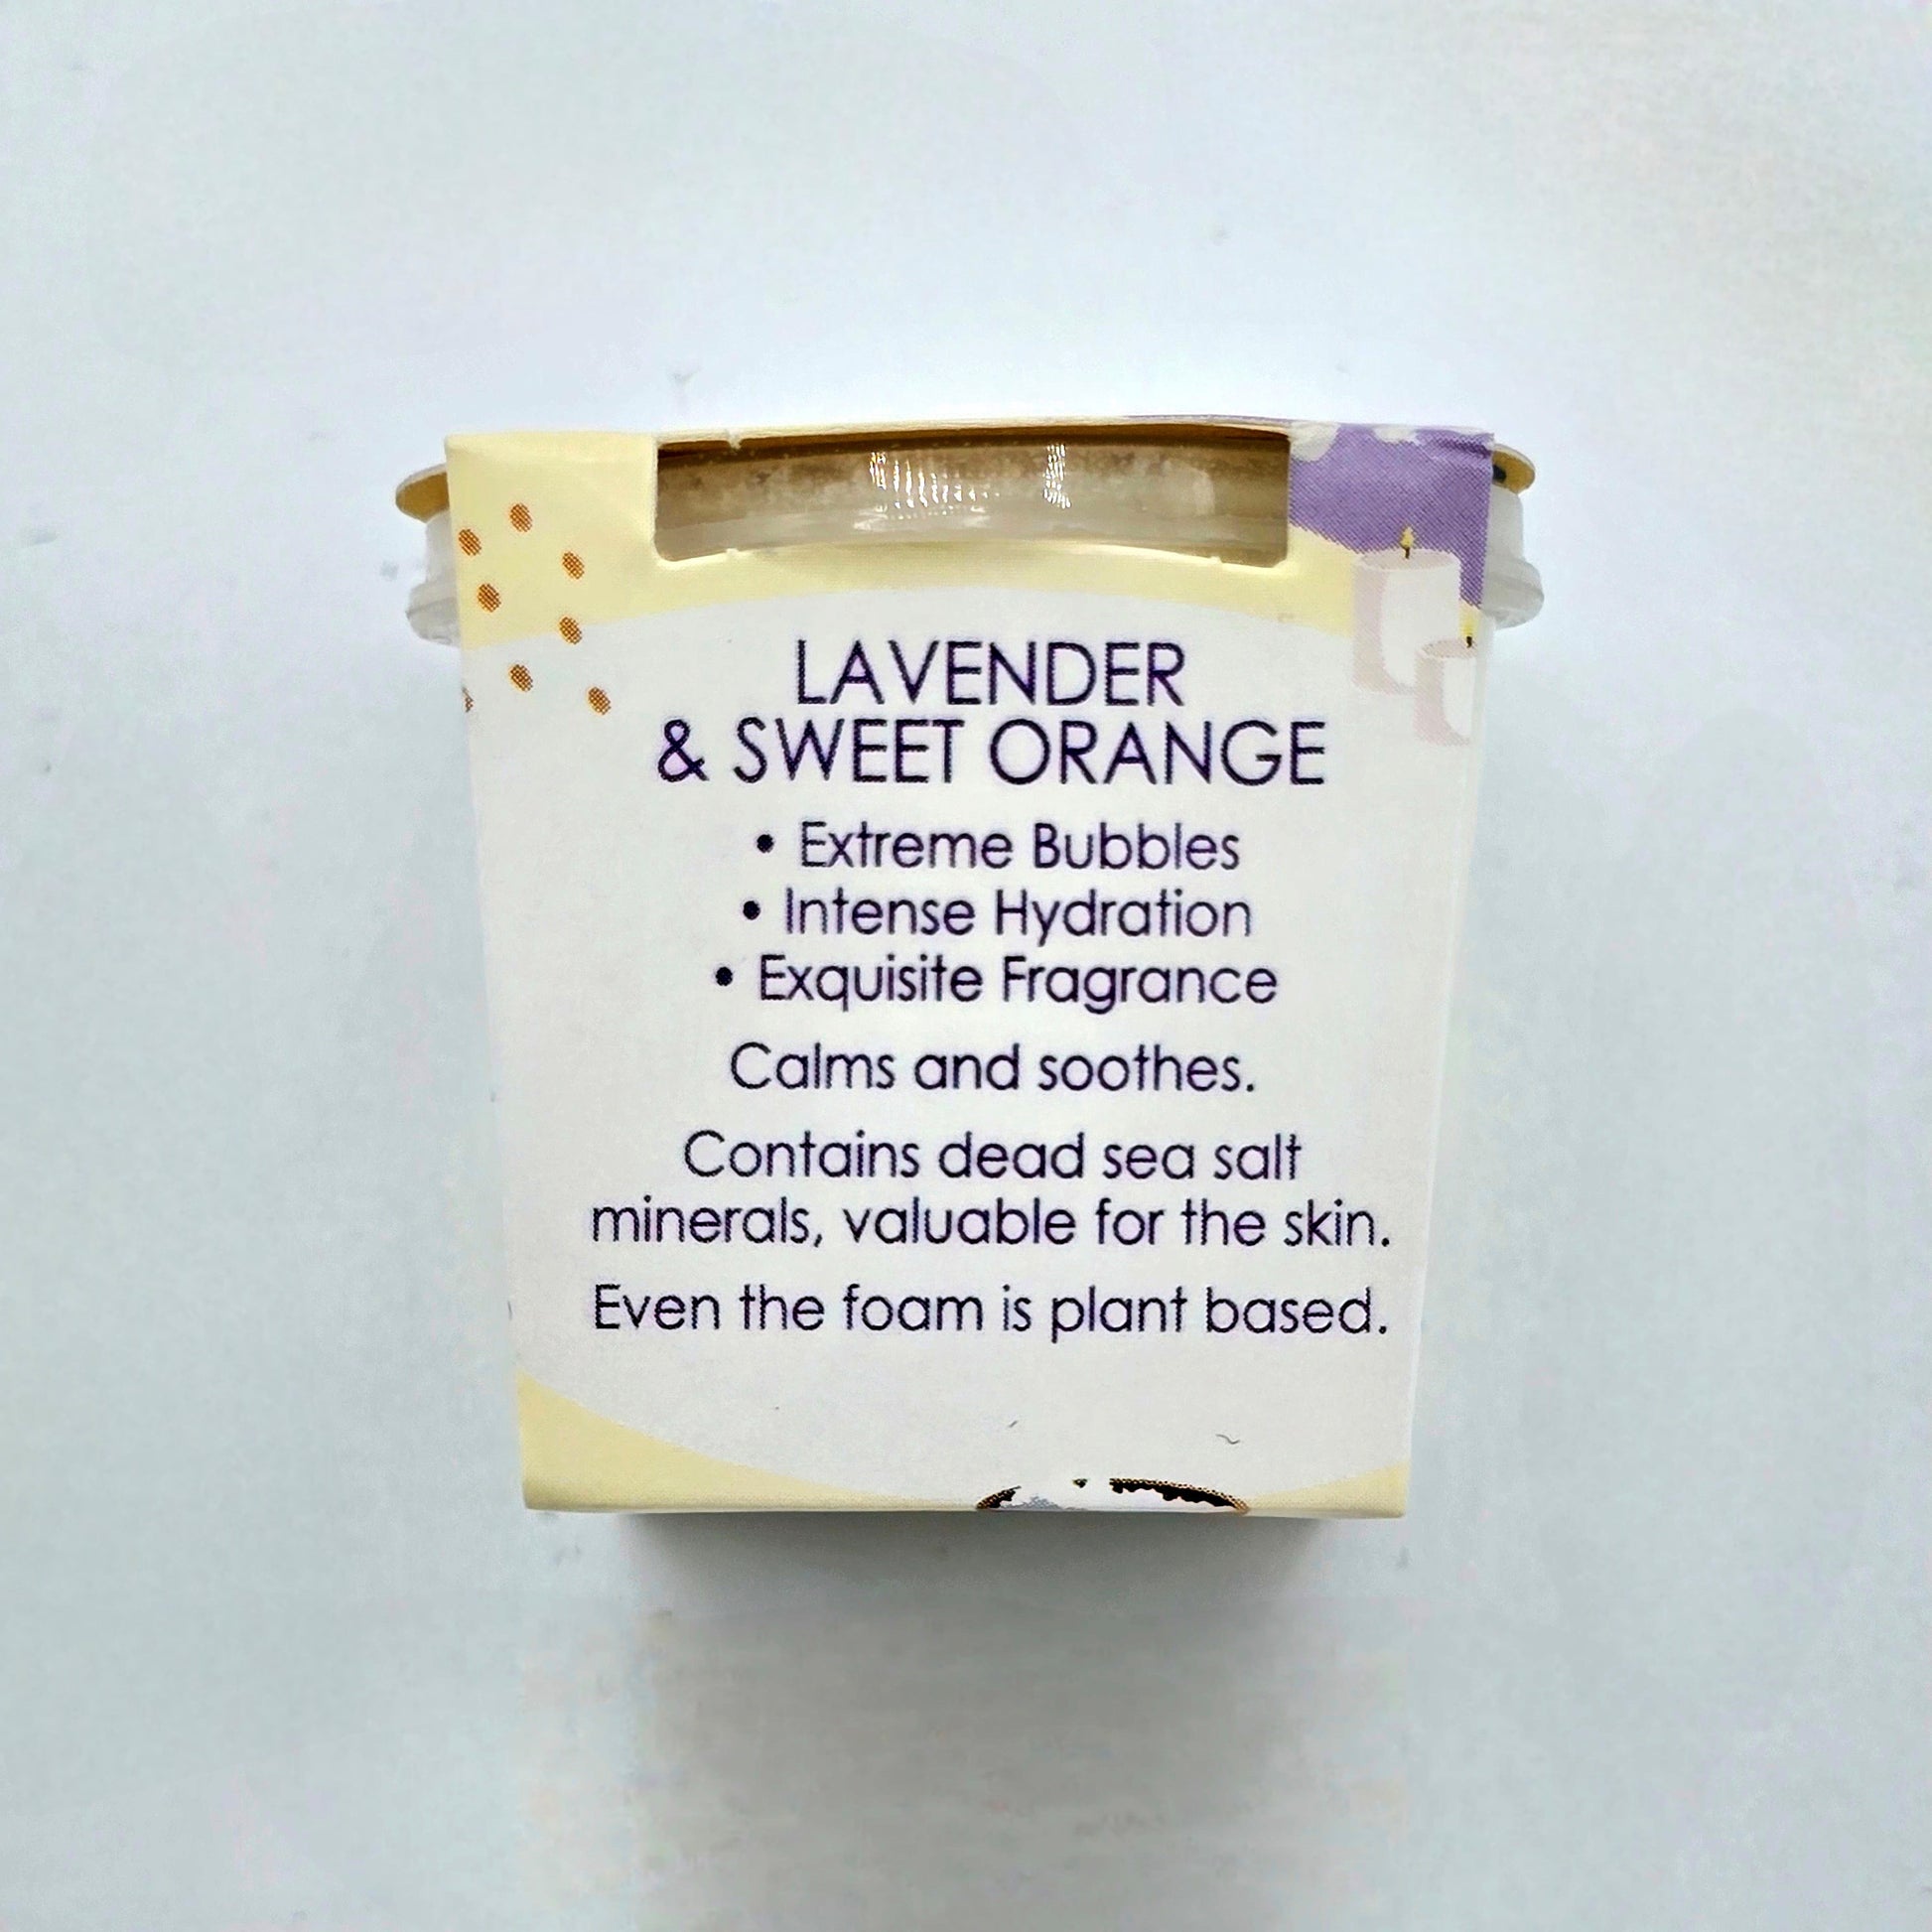 LAVENDER
& SWEET ORANGE
• Extreme Bubbles
• Intense Hydration
• Exquisite Fragrance
Calms and soothes.
Contains dead sea salt
minerals, valuable for the skin.
Even the foam is plant based.